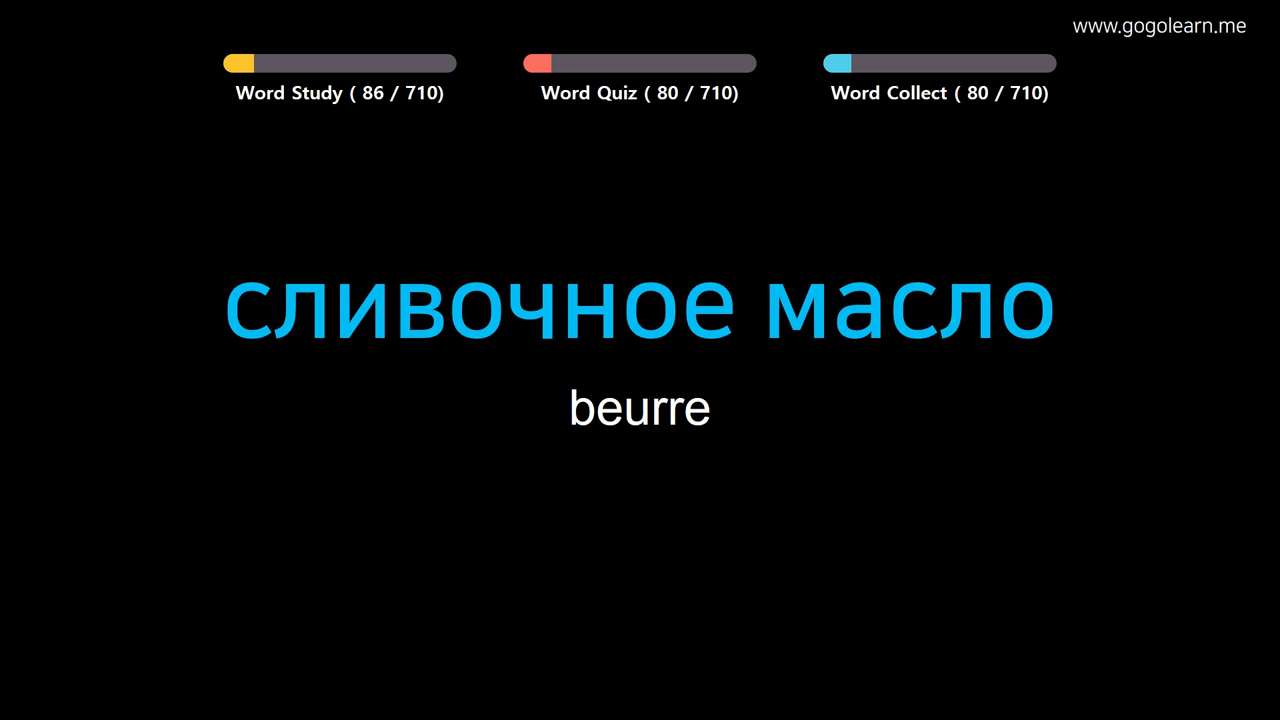 www.gogolearn.me
Word Study ( 86 / 710)
Word Quiz ( 80 / 710)
Word Collect ( 80 / 710)
сливочное масло
beurre